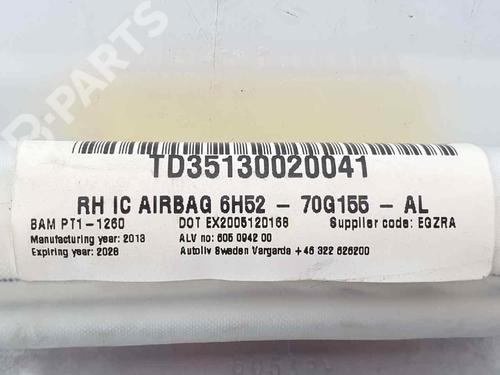 B-PARTS
TD35130020041
RH IC AIRBAG 6H52 - 70G155 - AL
BAM PT1-1260 DOT EX2005120168 Supplier code: EGZRA
Manufacturing year: 2013 ALV no: 605 0942 00
Expiring year: 2028 Autoliv Sweden Vargarda +46 322 626200